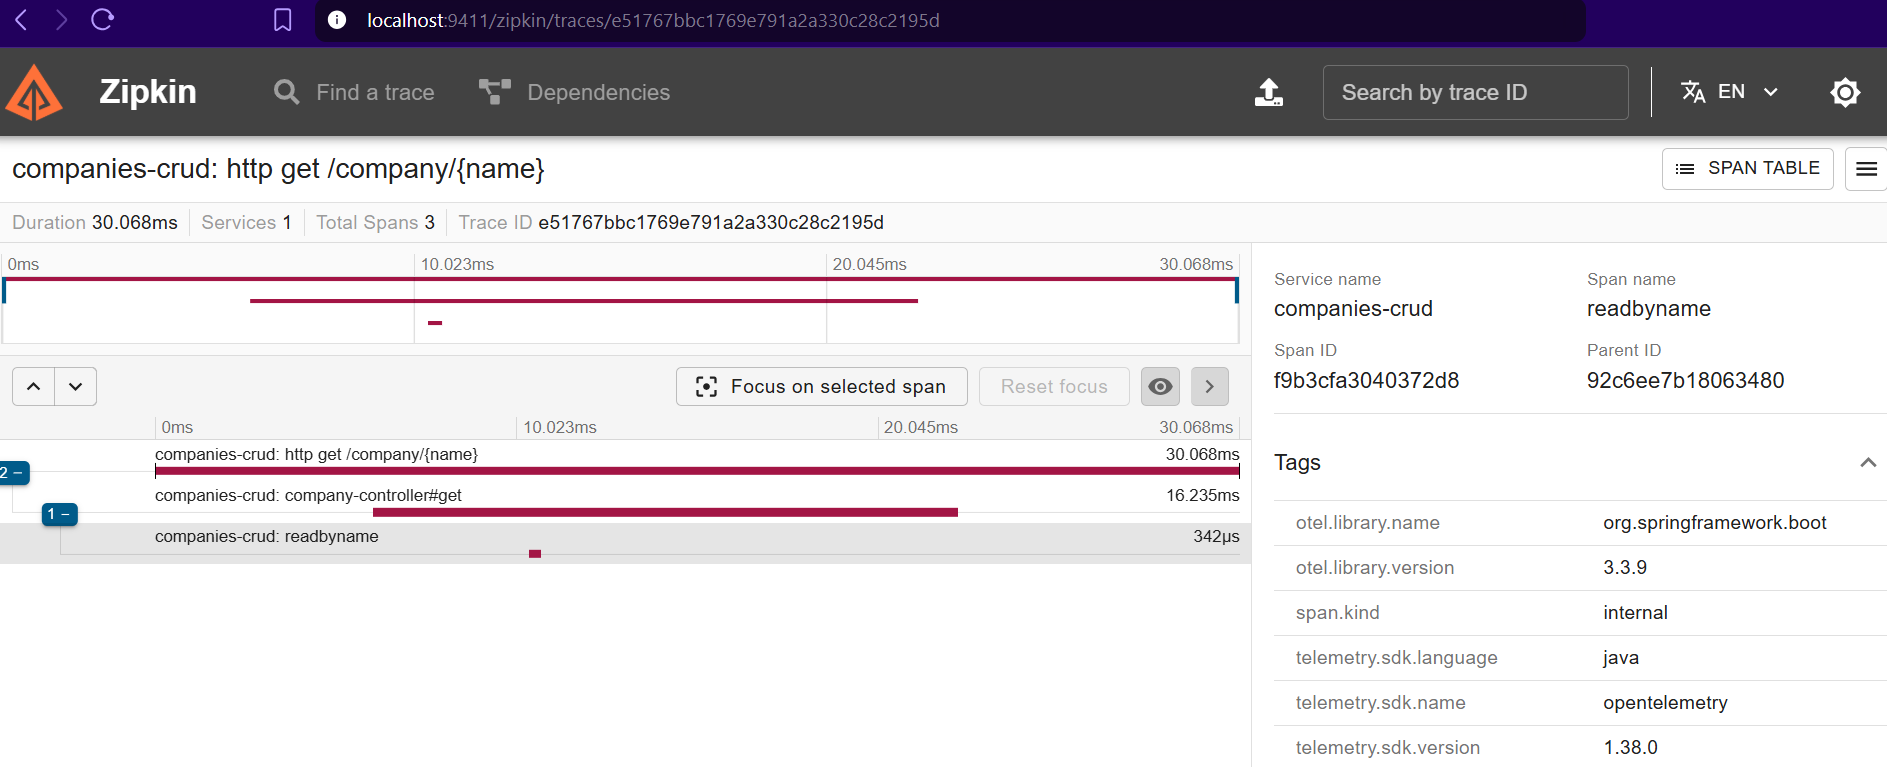 localhost:9411/zipkin/traces/e51767bbc1769e791a2a330c28c2195d
Zipkin
Find a trace
Dependencies
Search by trace ID
EN
companies-crud: http get /company/{name}
SPAN TABLE
Duration 30.068ms Services 1 Total Spans 3 Trace ID e51767bbc1769e791a2a330c28c2195d
0ms 10.023ms 20.045ms 30.068ms
Focus on selected span
Reset focus
0ms 10.023ms 20.045ms 30.068ms
companies-crud: http get /company/{name} 30.068ms
2 −
companies-crud: company-controller#get 16.235ms
1 −
companies-crud: readbyname 342μs
Service name Span name
companies-crud readbyname
Span ID Parent ID
f9b3cfa3040372d8 92c6ee7b18063480
Tags
otel.library.name org.springframework.boot
otel.library.version 3.3.9
span.kind internal
telemetry.sdk.language java
telemetry.sdk.name opentelemetry
telemetry.sdk.version 1.38.0